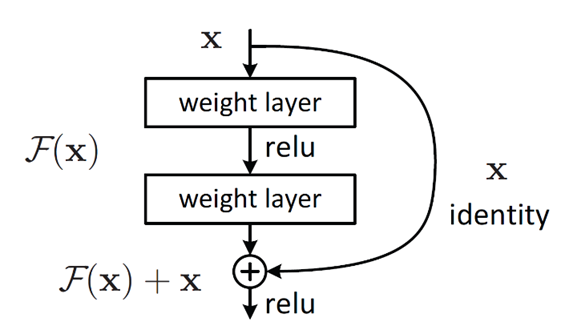 x
weight layer
relu
F(x)
x
weight layer
identity
F(x) + x
relu